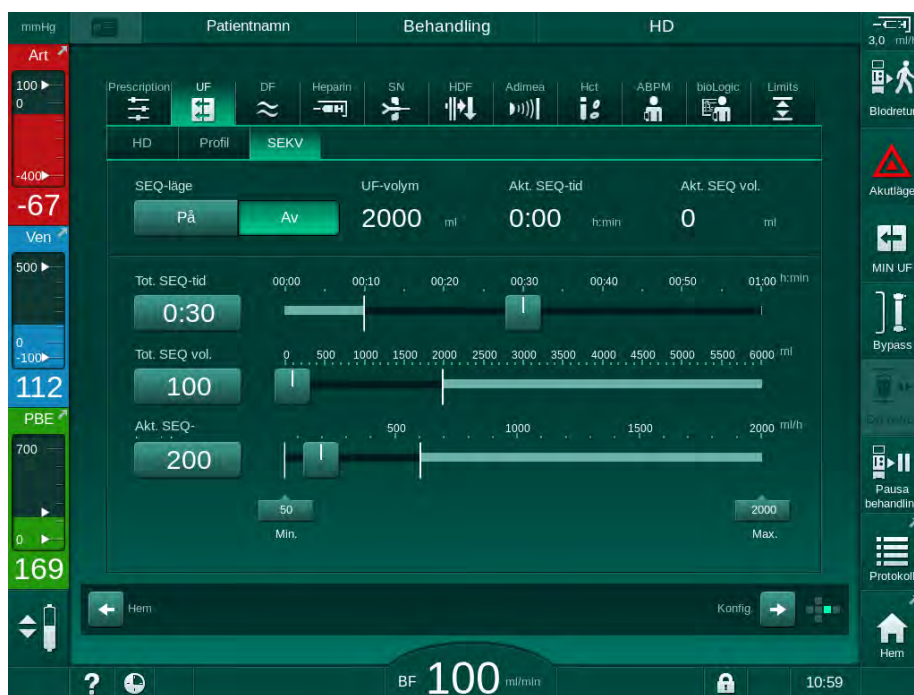 mmHg Patientnamn Behandling HD
3,0 ml/h
Art
100
0
-400
-67
Ven
500
0
-100
112
PBE
700
0
169
Prescription UF DF Heparin SN HDF Adimea Hct ABPM bioLogic Limits
HD Profil SEKV
SEQ-läge UF-volym Akt. SEQ-tid Akt. SEQ vol.
På Av 2000 ml 0:00 h:min 0 ml
Tot. SEQ-tid 00:00 00:10 00:20 00:30 00:40 00:50 01:00 h:min
0:30
Tot. SEQ vol. 0 500 1000 1500 2000 2500 3000 3500 4000 4500 5000 5500 6000 ml
100
Akt. SEQ- 500 1000 1500 2000 ml/h
200
50 2000
Min. Max.
Hem Konfig.
Blodretur
Akutläge
MIN UF
Bypass
Pausa
behandling
Protokoll
Hem
? BF 100 ml/min 10:59